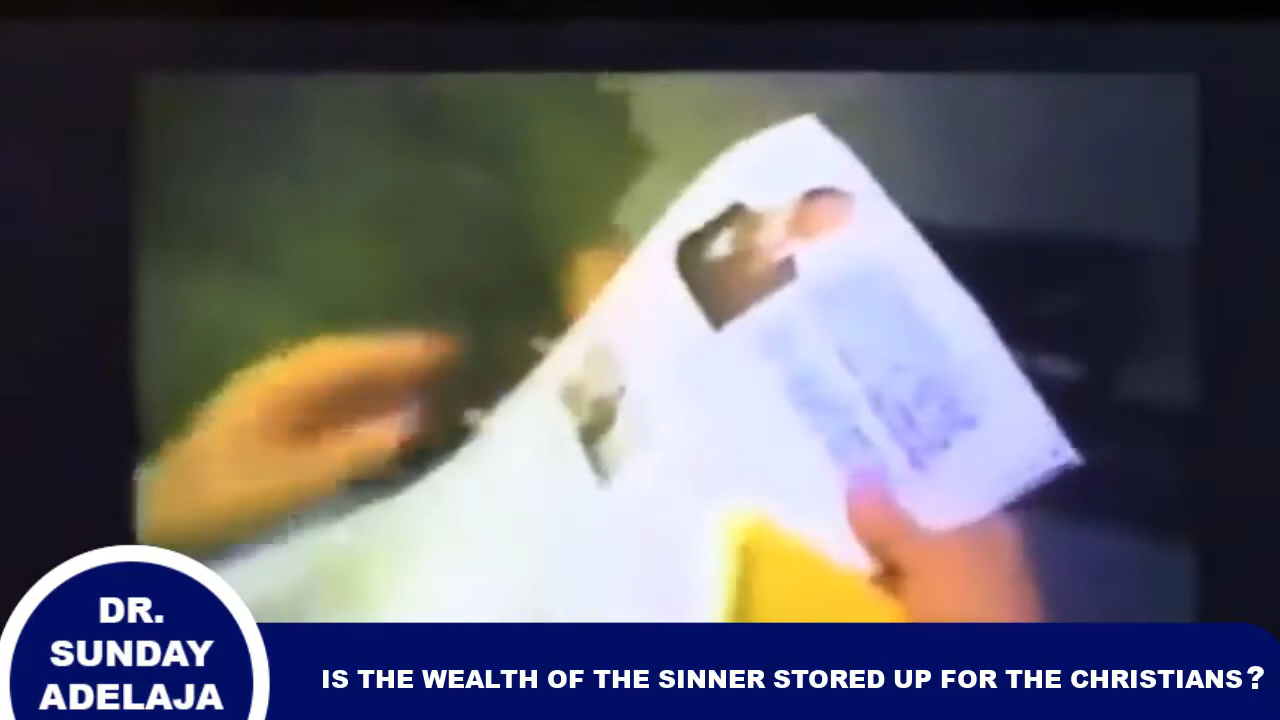 DR.
SUNDAY
ADELAJA
IS THE WEALTH OF THE SINNER STORED UP FOR THE CHRISTIANS?